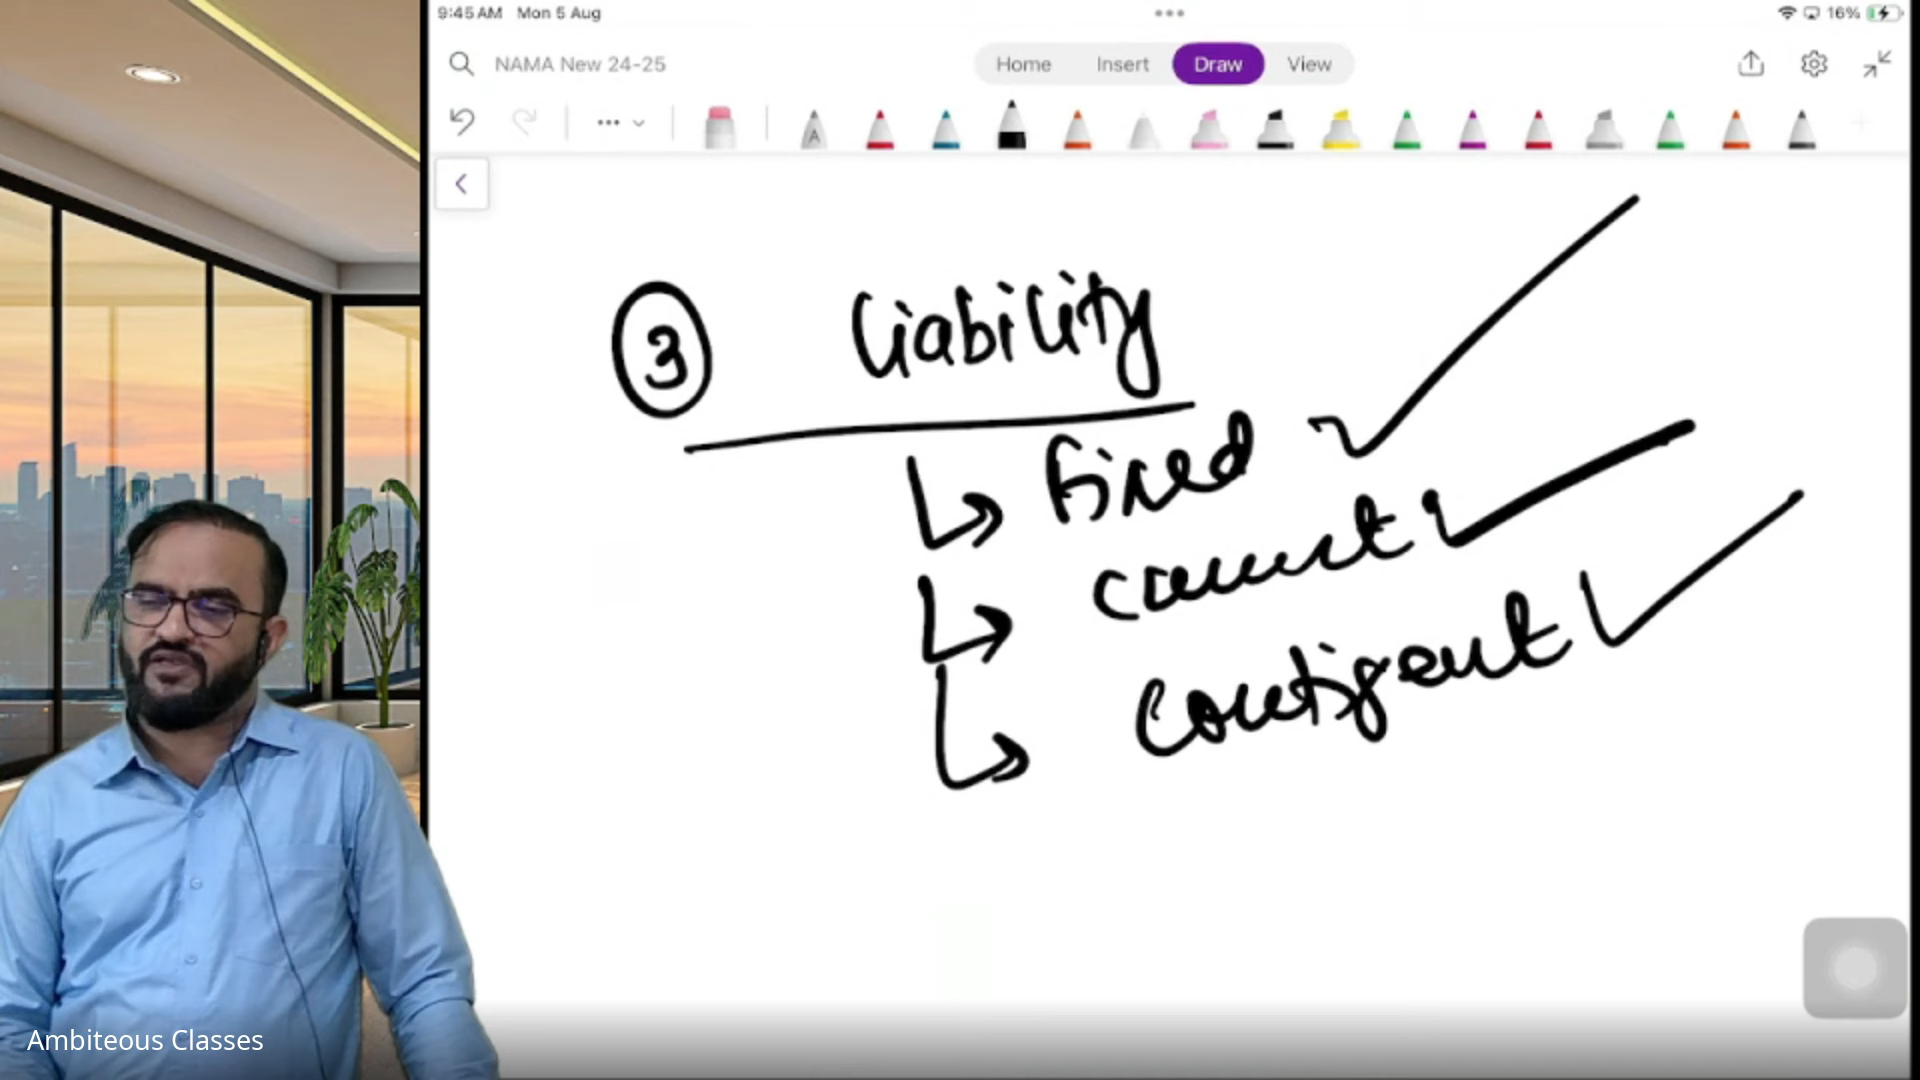 9:45 AM Mon 5 Aug
16%
NAMA New 24-25
Home Insert Draw View
A
3 Liability
fixed
current
contigent
Ambiteous Classes